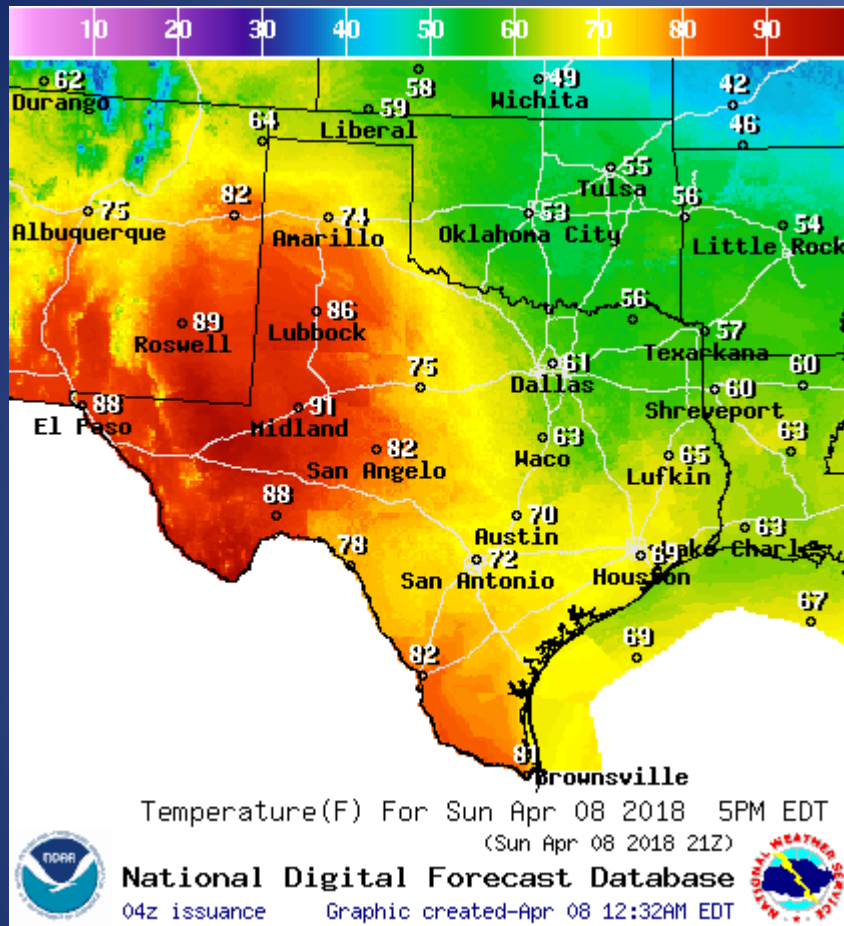 10 20 30 40 50 60 70 80 90
62
Durango
58
49
Wichita
42
59
Liberal
64
46
55
Tulsa
75
Albuquerque
82
74
Amarillo
53
Oklahoma City
56
54
Little Rock
89
Roswell
86
Lubbock
56
57
Texarkana
61
Dallas
75
60
Shreveport
60
88
El Paso
91
Midland
82
San Angelo
63
Waco
65
Lufkin
63
88
70
Austin
63
Lake Charles
78
72
San Antonio
69
Houston
67
69
82
81
Brownsville
Temperature(F) For Sun Apr 08 2018 5PM EDT
(Sun Apr 08 2018 21Z)
National Digital Forecast Database
04z issuance Graphic created-Apr 08 12:32AM EDT
NOAA
NATIONAL WEATHER SERVICE